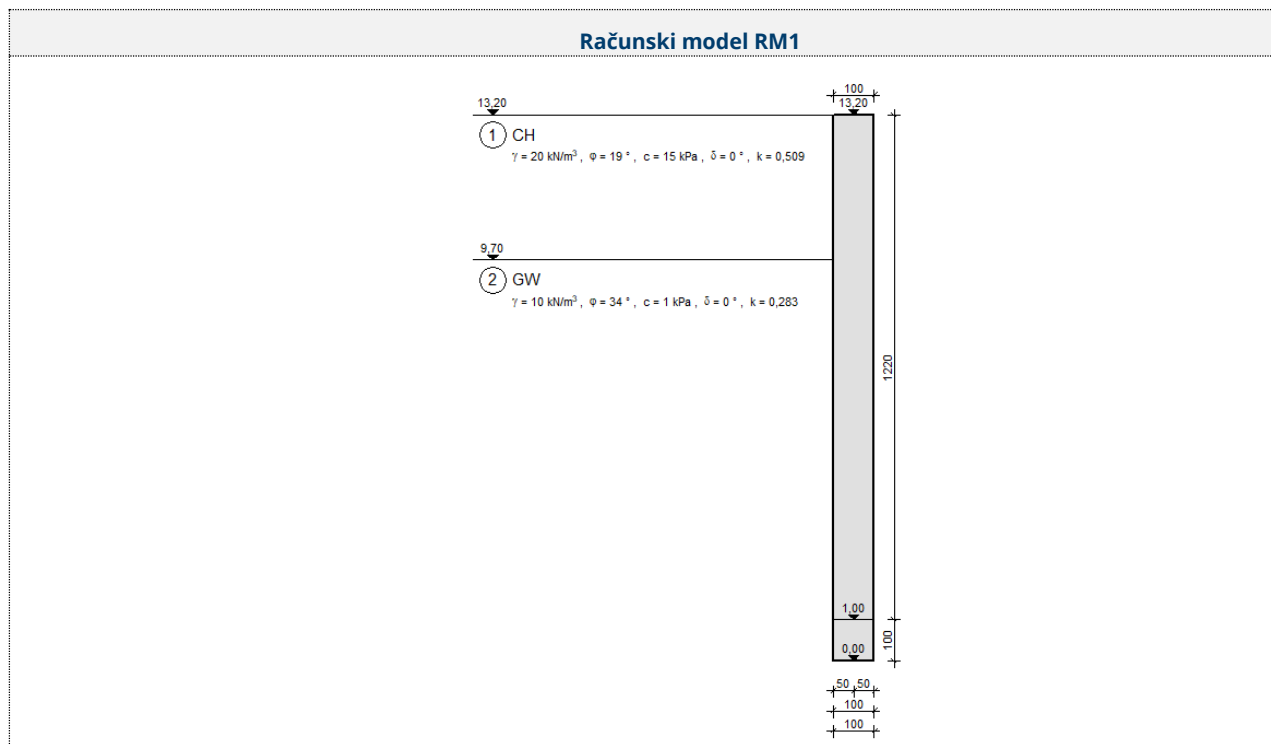 Računski model RM1
100
13,20
13,20
1 CH
γ = 20 kN/m³ , φ = 19 ° , c = 15 kPa , δ = 0 ° , k = 0,509
9,70
2 GW
γ = 10 kN/m³ , φ = 34 ° , c = 1 kPa , δ = 0 ° , k = 0,283
1220
1,00
100
0,00
50 50
100
100